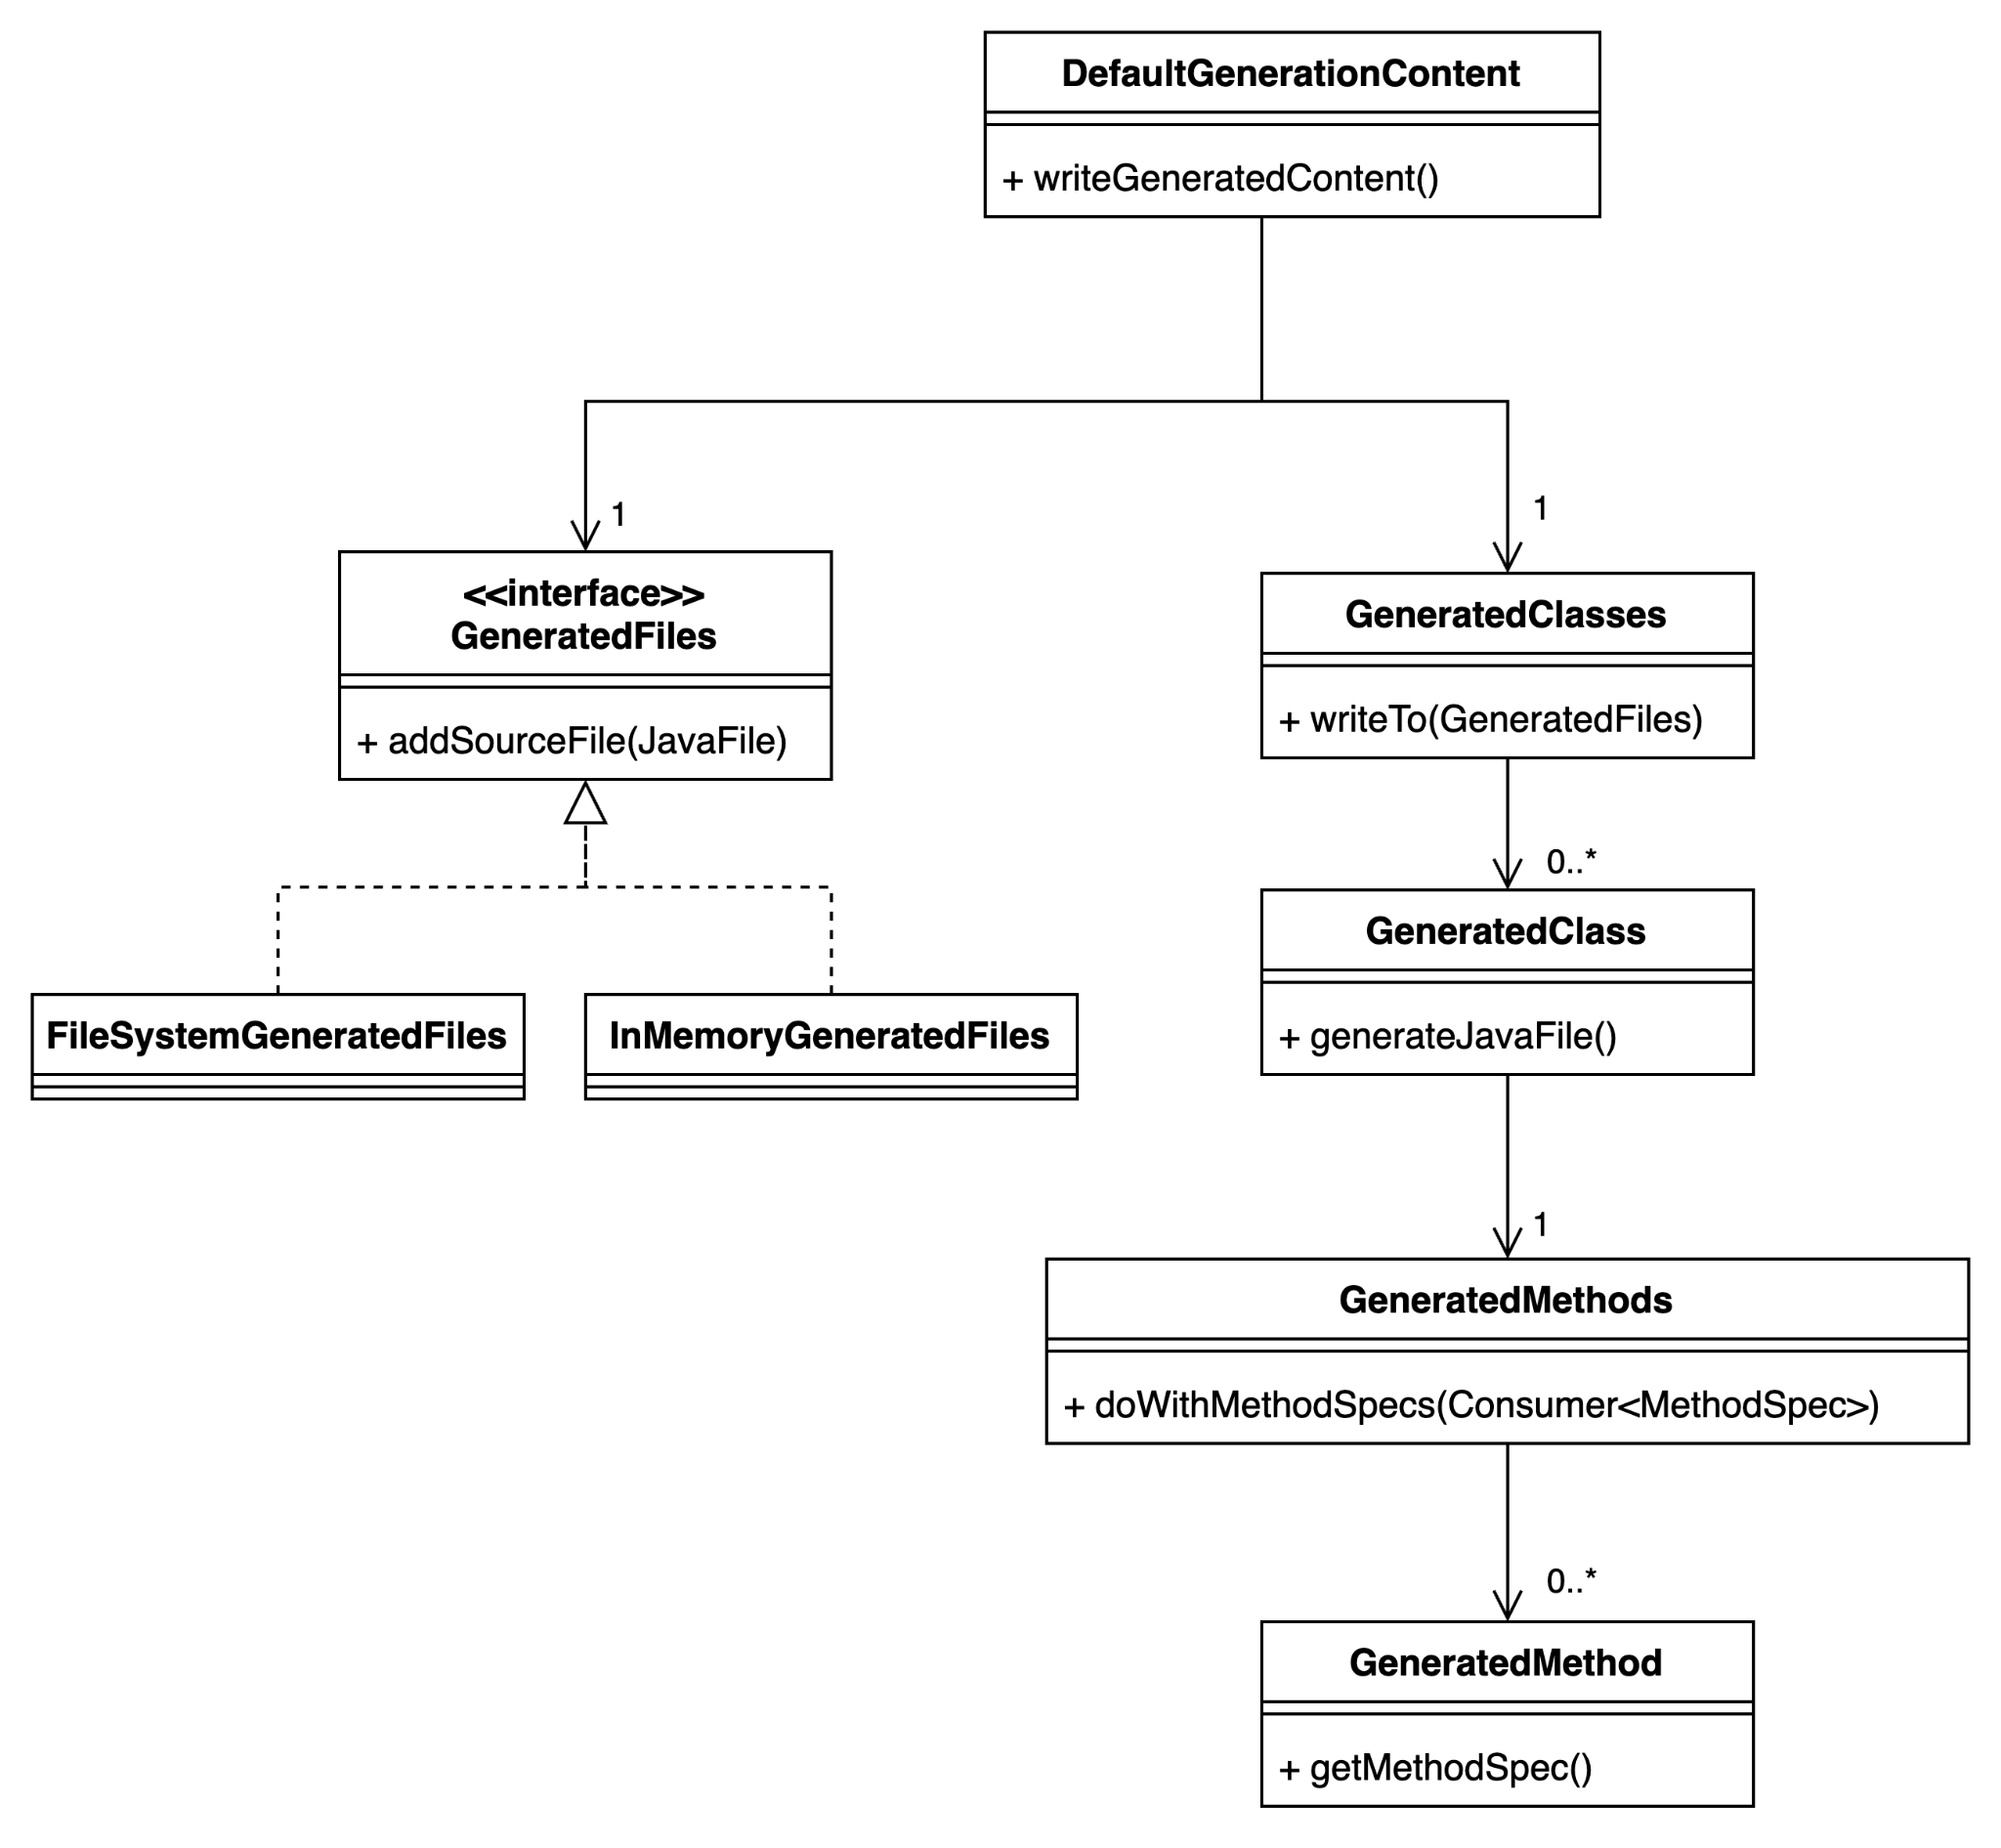 DefaultGenerationContent
+ writeGeneratedContent()
1
1
<<interface>>
GeneratedFiles
+ addSourceFile(JavaFile)
GeneratedClasses
+ writeTo(GeneratedFiles)
0..*
GeneratedClass
+ generateJavaFile()
FileSystemGeneratedFiles
InMemoryGeneratedFiles
1
GeneratedMethods
+ doWithMethodSpecs(Consumer<MethodSpec>)
0..*
GeneratedMethod
+ getMethodSpec()